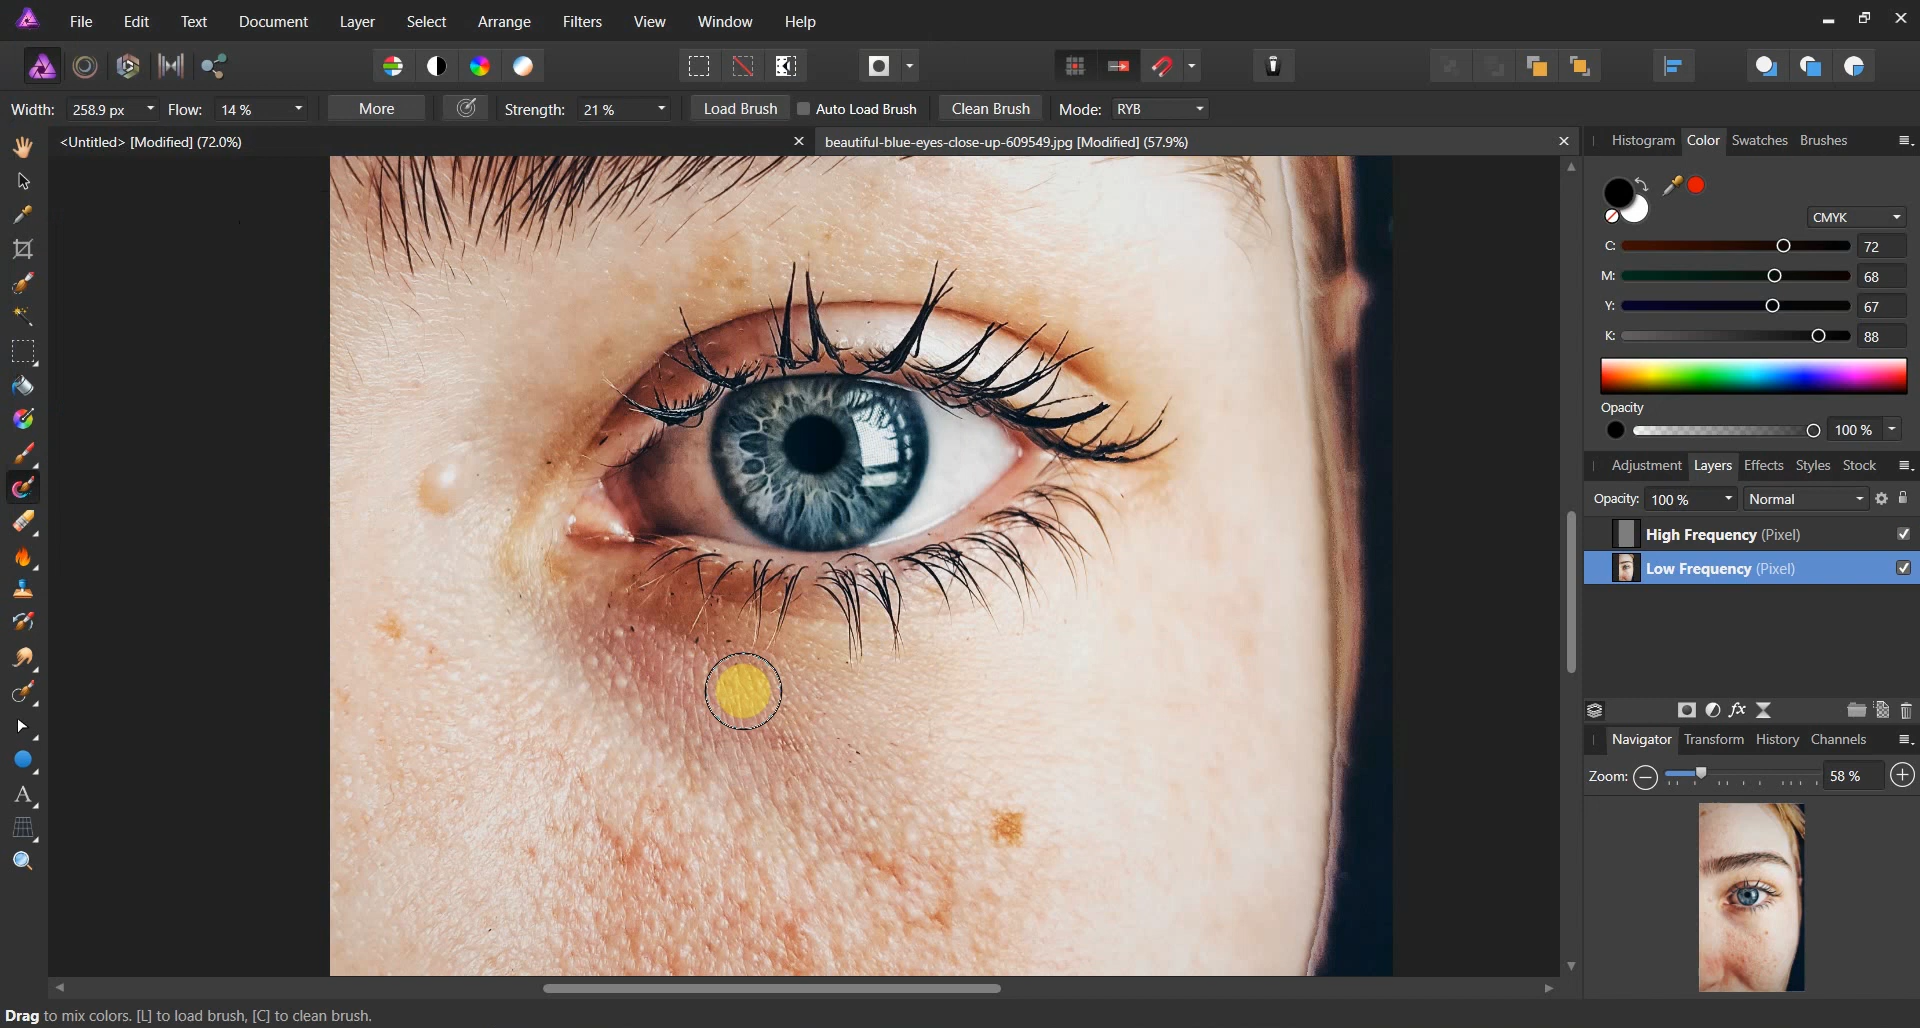 File Edit Text Document Layer Select Arrange Filters View Window Help
Width: 258.9 px Flow: 14 % More Strength: 21 % Load Brush Auto Load Brush Clean Brush Mode: RYB
<Untitled> [Modified] (72.0%) beautiful-blue-eyes-close-up-609549.jpg [Modified] (57.9%)
Histogram Color Swatches Brushes
CMYK
C: 72
M: 68
Y: 67
K: 88
Opacity
100 %
Adjustment Layers Effects Styles Stock
Opacity: 100 % Normal
High Frequency (Pixel)
Low Frequency (Pixel)
fx
Navigator Transform History Channels
Zoom: 58 %
A
Drag to mix colors. [L] to load brush, [C] to clean brush.